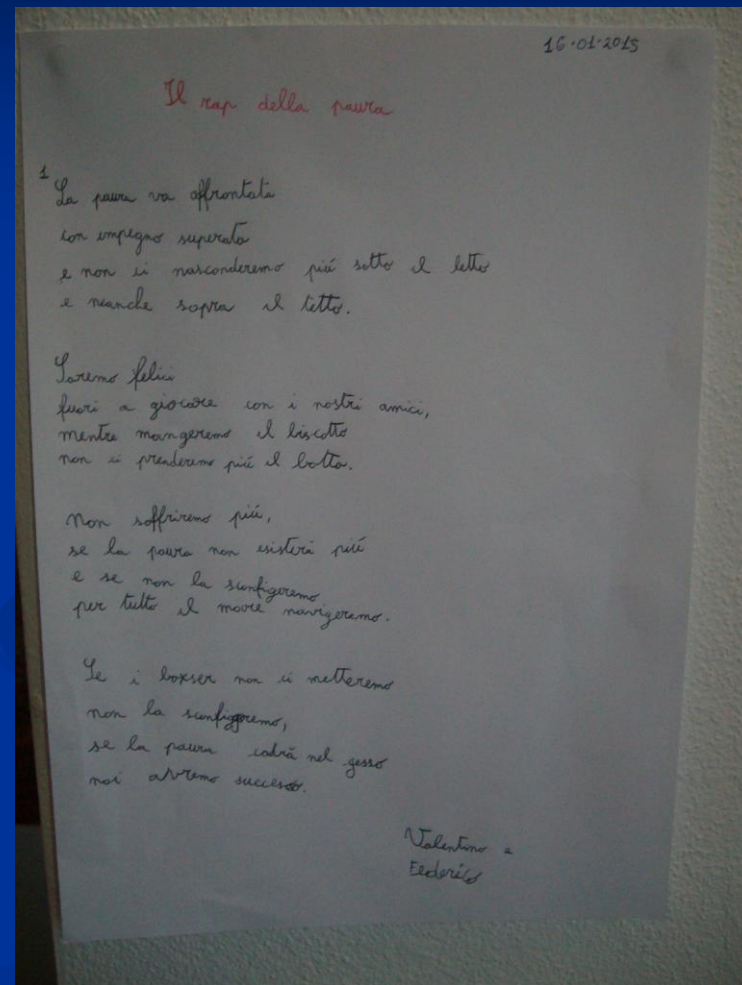 16.01.2015
Il rap della paura
1
La paura va affrontata
con impegno superata
e non ci nasconderemo più sotto il letto
e neanche sopra il tetto.
Saremo felici
fuori a giocare con i nostri amici,
mentre mangeremo il biscotto
non ci prenderemo più il botto.
Non soffriremo più,
se la paura non esisterà più
e se non la sconfigeremo
per tutto il mare navigeremo.
Se i boxser non ci metteremo
non la sconfiggeremo,
se la paura cadrà nel gesso
noi avremo successo.
Valentino e
Federico